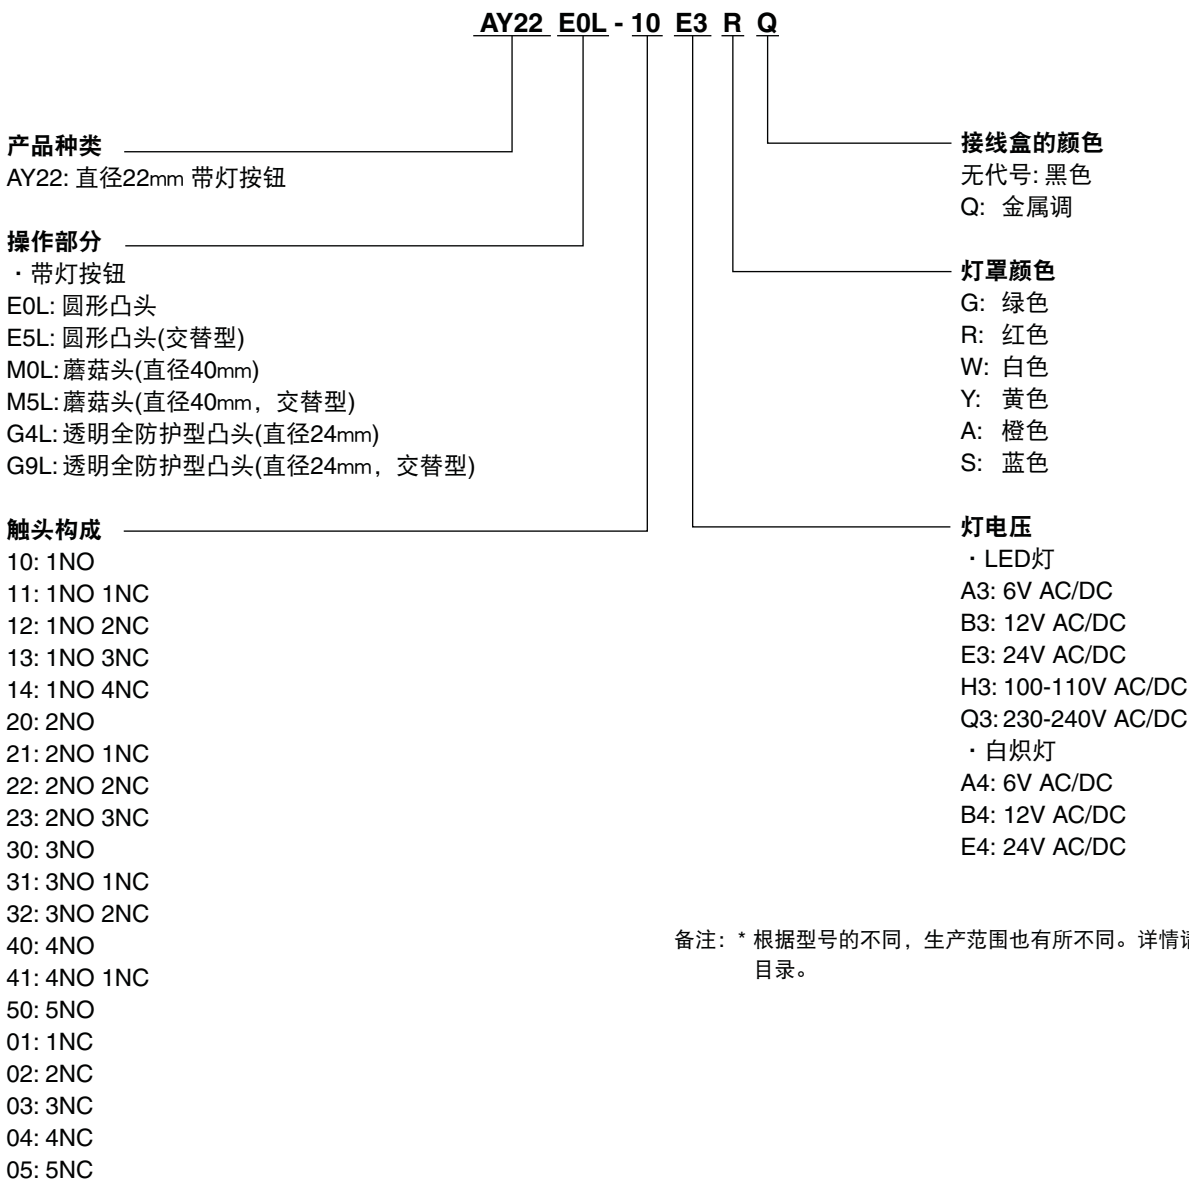 AY22 E0L - 10 E3 R Q
产品种类
AY22: 直径22mm 带灯按钮
操作部分
・带灯按钮
E0L: 圆形凸头
E5L: 圆形凸头(交替型)
M0L: 蘑菇头(直径40mm)
M5L: 蘑菇头(直径40mm，交替型)
G4L: 透明全防护型凸头(直径24mm)
G9L: 透明全防护型凸头(直径24mm，交替型)
触头构成
10: 1NO
11: 1NO 1NC
12: 1NO 2NC
13: 1NO 3NC
14: 1NO 4NC
20: 2NO
21: 2NO 1NC
22: 2NO 2NC
23: 2NO 3NC
30: 3NO
31: 3NO 1NC
32: 3NO 2NC
40: 4NO
41: 4NO 1NC
50: 5NO
01: 1NC
02: 2NC
03: 3NC
04: 4NC
05: 5NC
接线盒的颜色
无代号: 黑色
Q: 金属调
灯罩颜色
G: 绿色
R: 红色
W: 白色
Y: 黄色
A: 橙色
S: 蓝色
灯电压
・LED灯
A3: 6V AC/DC
B3: 12V AC/DC
E3: 24V AC/DC
H3: 100-110V AC/DC
Q3: 230-240V AC/DC
・白炽灯
A4: 6V AC/DC
B4: 12V AC/DC
E4: 24V AC/DC
备注：* 根据型号的不同，生产范围也有所不同。详情
目录。